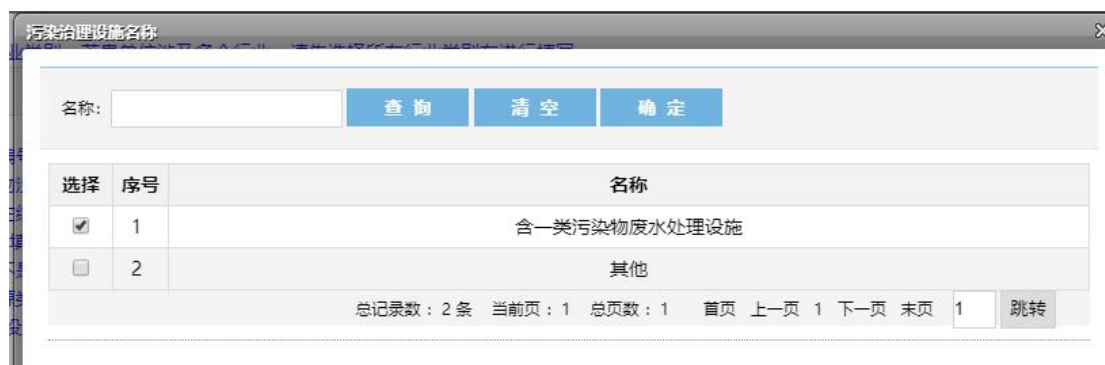 污染治理设施名称
名称:
查 询
清 空
确 定
选择 序号 名称
1 含一类污染物废水处理设施
2 其他
总记录数：2 条 当前页：1 总页数：1 首页 上一页 1 下一页 末页 1 跳转